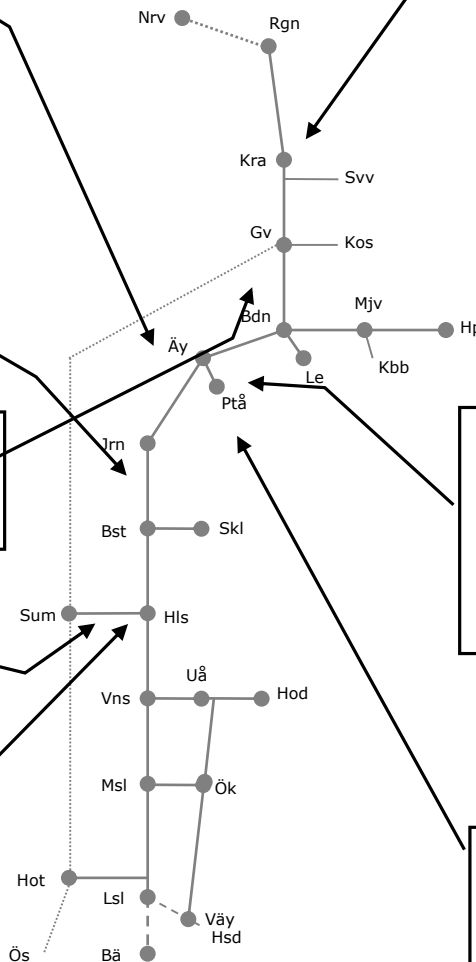 Nrv
Rgn
Kra
Svv
Gv
Kos
Bdn
Mjv
Hp
Äy
Kbb
Le
Ptå
Jrn
Bst
Skl
Sum
Hls
Uå
Vns
Hod
Msl
Ök
Hot
Lsl
Väy
Hsd
Ös
Bä